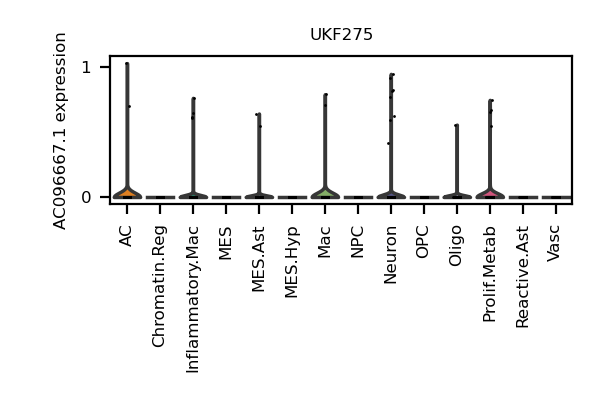 UKF275
AC096667.1 expression
1
0
AC
Chromatin.Reg
Inflammatory.Mac
MES
MES.Ast
MES.Hyp
Mac
NPC
Neuron
OPC
Oligo
Prolif.Metab
Reactive.Ast
Vasc